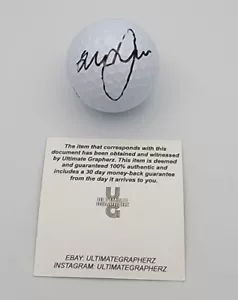 The item that corresponds with this
document has been obtained and witnessed
by Ultimate Grapherz. This item is deemed
and guaranteed 100% authentic and
includes a 30 day money-back guarantee
from the day it arrives to you.
U
ULTIMATE
GRAPHERZ
G
EBAY: ULTIMATEGRAPHERZ
INSTAGRAM: ULTIMATEGRAPHERZ